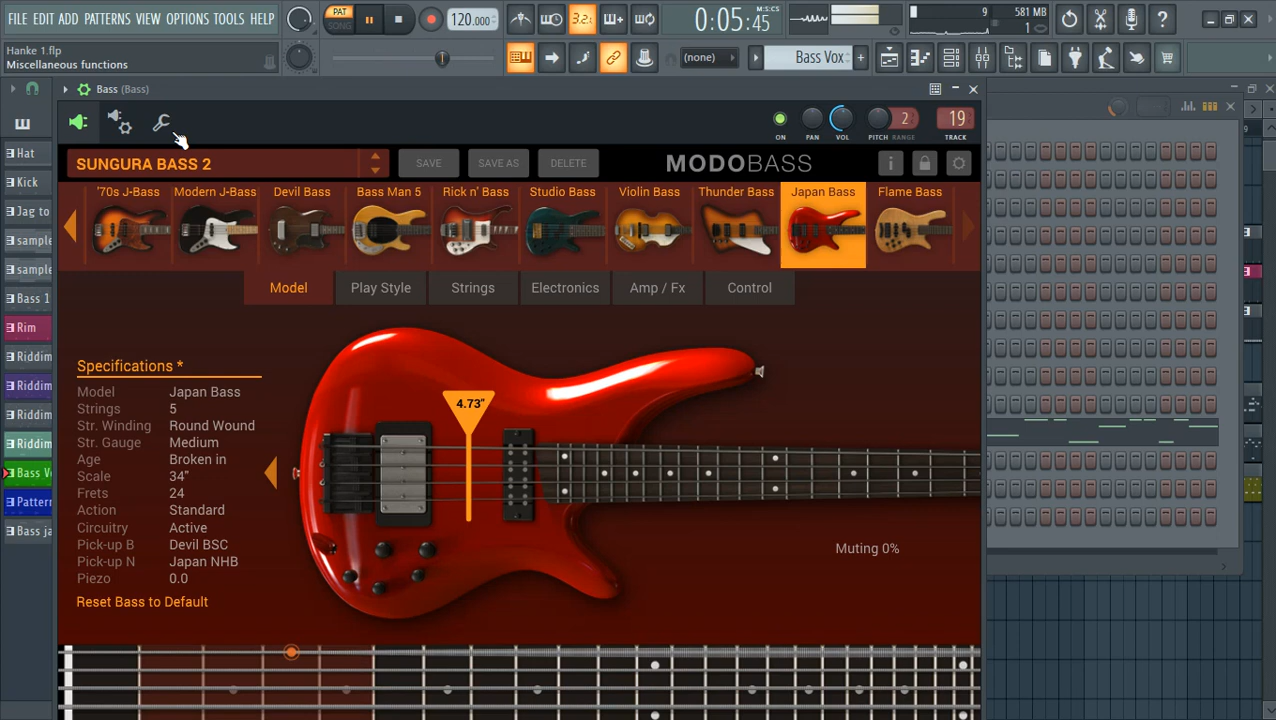 FILE EDIT PATTERNS VIEW OPTIONS TOOLS HELP
PAT
SONG
120.000
3.2
0:05:45
M:S:CS
9
581 MB
1
Hanke 1.flp
Miscellaneous functions
(none)
Bass Vox
Bass (Bass)
ON
PAN
VOL
PITCH
RANGE
2
19
TRACK
SUNGURA BASS 2
SAVE
SAVE AS
DELETE
MODOBASS
'70s J-Bass
Modern J-Bass
Devil Bass
Bass Man 5
Rick n' Bass
Studio Bass
Violin Bass
Thunder Bass
Japan Bass
Flame Bass
Model
Play Style
Strings
Electronics
Amp / Fx
Control
Hat
Kick
Jag to
sample
sample
Bass 1
Rim
Riddim
Riddim
Riddim
Riddim
Bass Vo
Pattern
Bass ja
Specifications *
Model Japan Bass
Strings 5
Str. Winding Round Wound
Str. Gauge Medium
Age Broken in
Scale 34"
Frets 24
Action Standard
Circuitry Active
Pick-up B Devil BSC
Pick-up N Japan NHB
Piezo 0.0
Reset Bass to Default
4.73"
Muting 0%